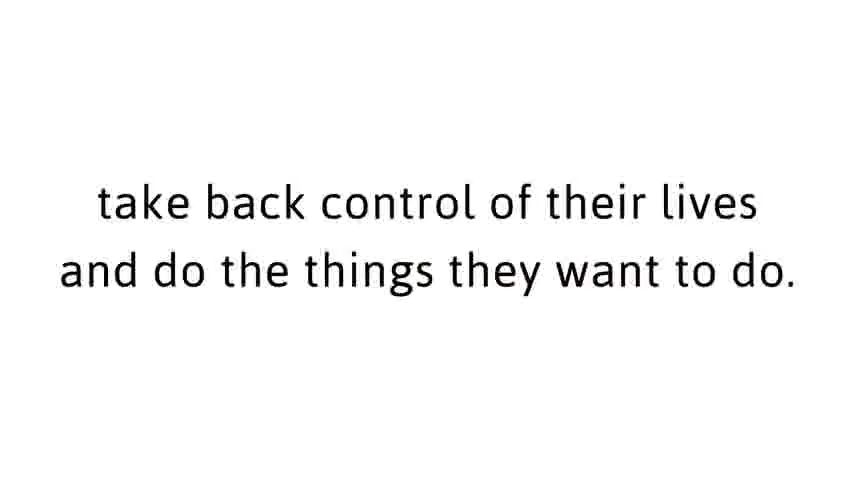 take back control of their lives
and do the things they want to do.